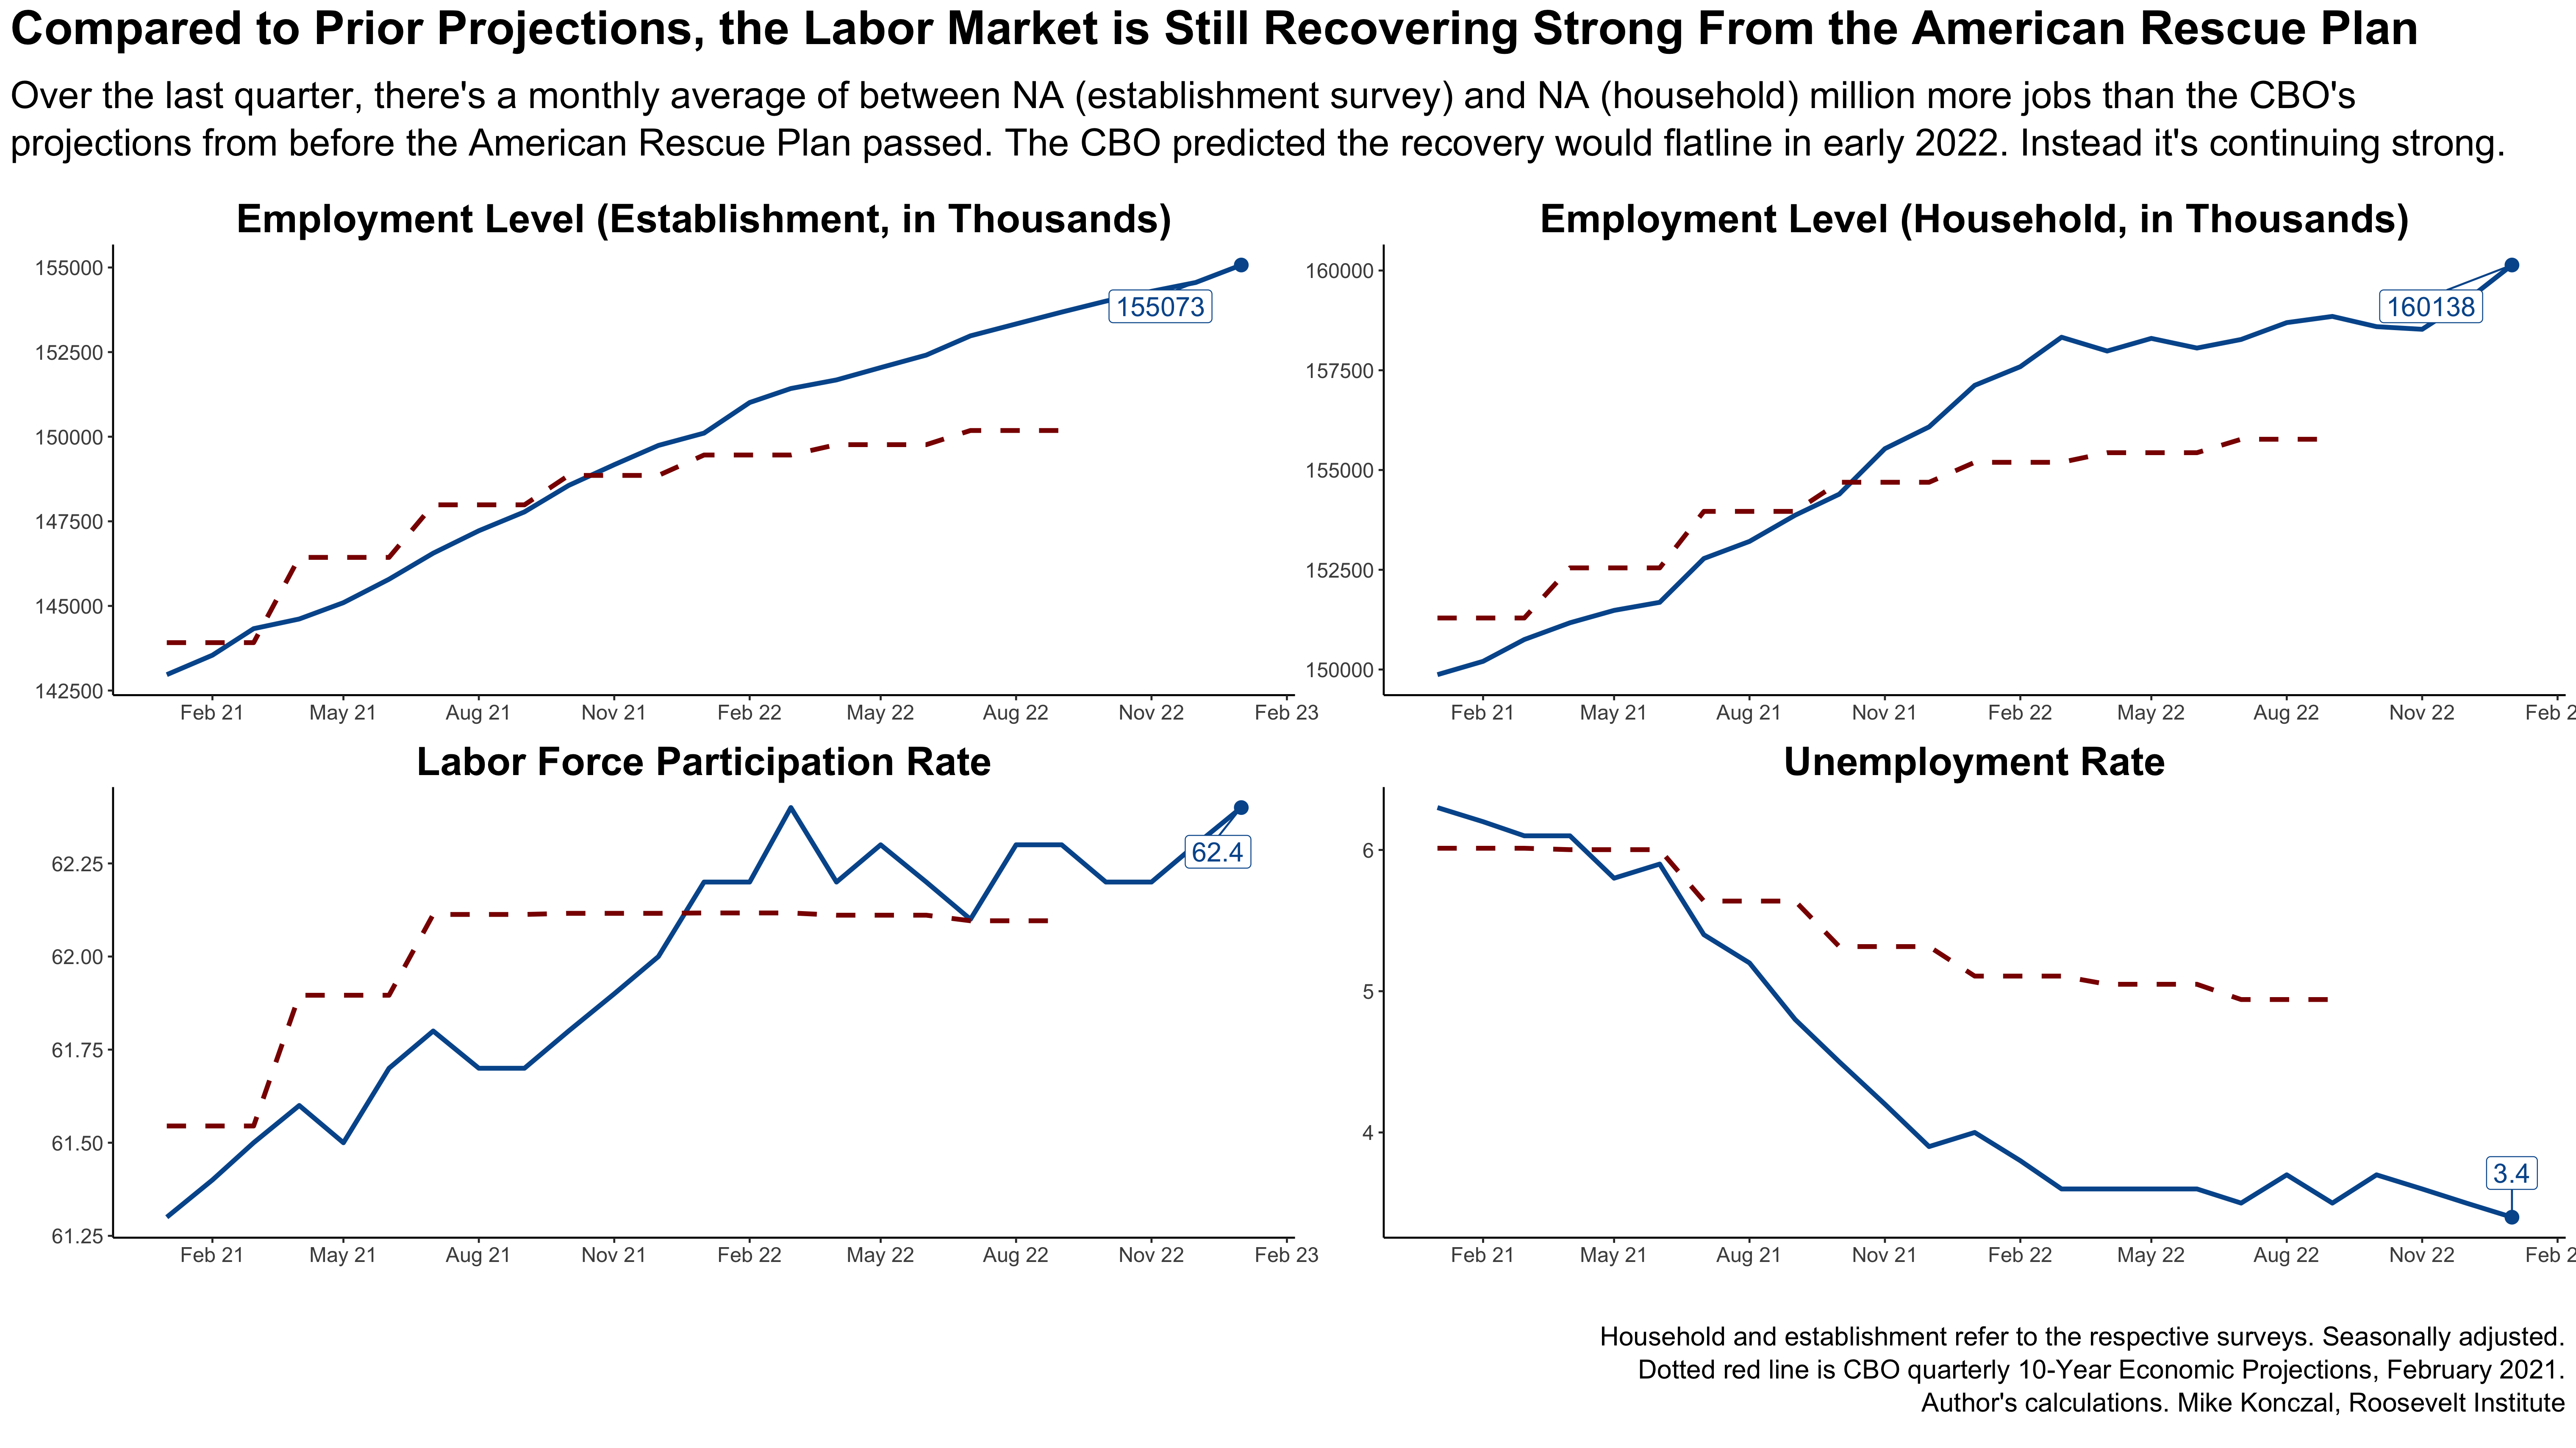 Compared to Prior Projections, the Labor Market is Still Recovering Strong From the American Rescue Plan
Over the last quarter, there's a monthly average of between NA (establishment survey) and NA (household) million more jobs than the CBO's
projections from before the American Rescue Plan passed. The CBO predicted the recovery would flatline in early 2022. Instead it's continuing strong.
Employment Level (Establishment, in Thousands)
155000
152500
150000
147500
145000
142500
155073
Feb 21 May 21 Aug 21 Nov 21 Feb 22 May 22 Aug 22 Nov 22 Feb 23
Employment Level (Household, in Thousands)
160000
157500
155000
152500
150000
160138
Feb 21 May 21 Aug 21 Nov 21 Feb 22 May 22 Aug 22 Nov 22 Feb 2
Labor Force Participation Rate
62.25
62.00
61.75
61.50
61.25
62.4
Feb 21 May 21 Aug 21 Nov 21 Feb 22 May 22 Aug 22 Nov 22 Feb 23
Unemployment Rate
6
5
4
3.4
Feb 21 May 21 Aug 21 Nov 21 Feb 22 May 22 Aug 22 Nov 22 Feb 2
Household and establishment refer to the respective surveys. Seasonally adjusted.
Dotted red line is CBO quarterly 10-Year Economic Projections, February 2021.
Author's calculations. Mike Konczal, Roosevelt Institute